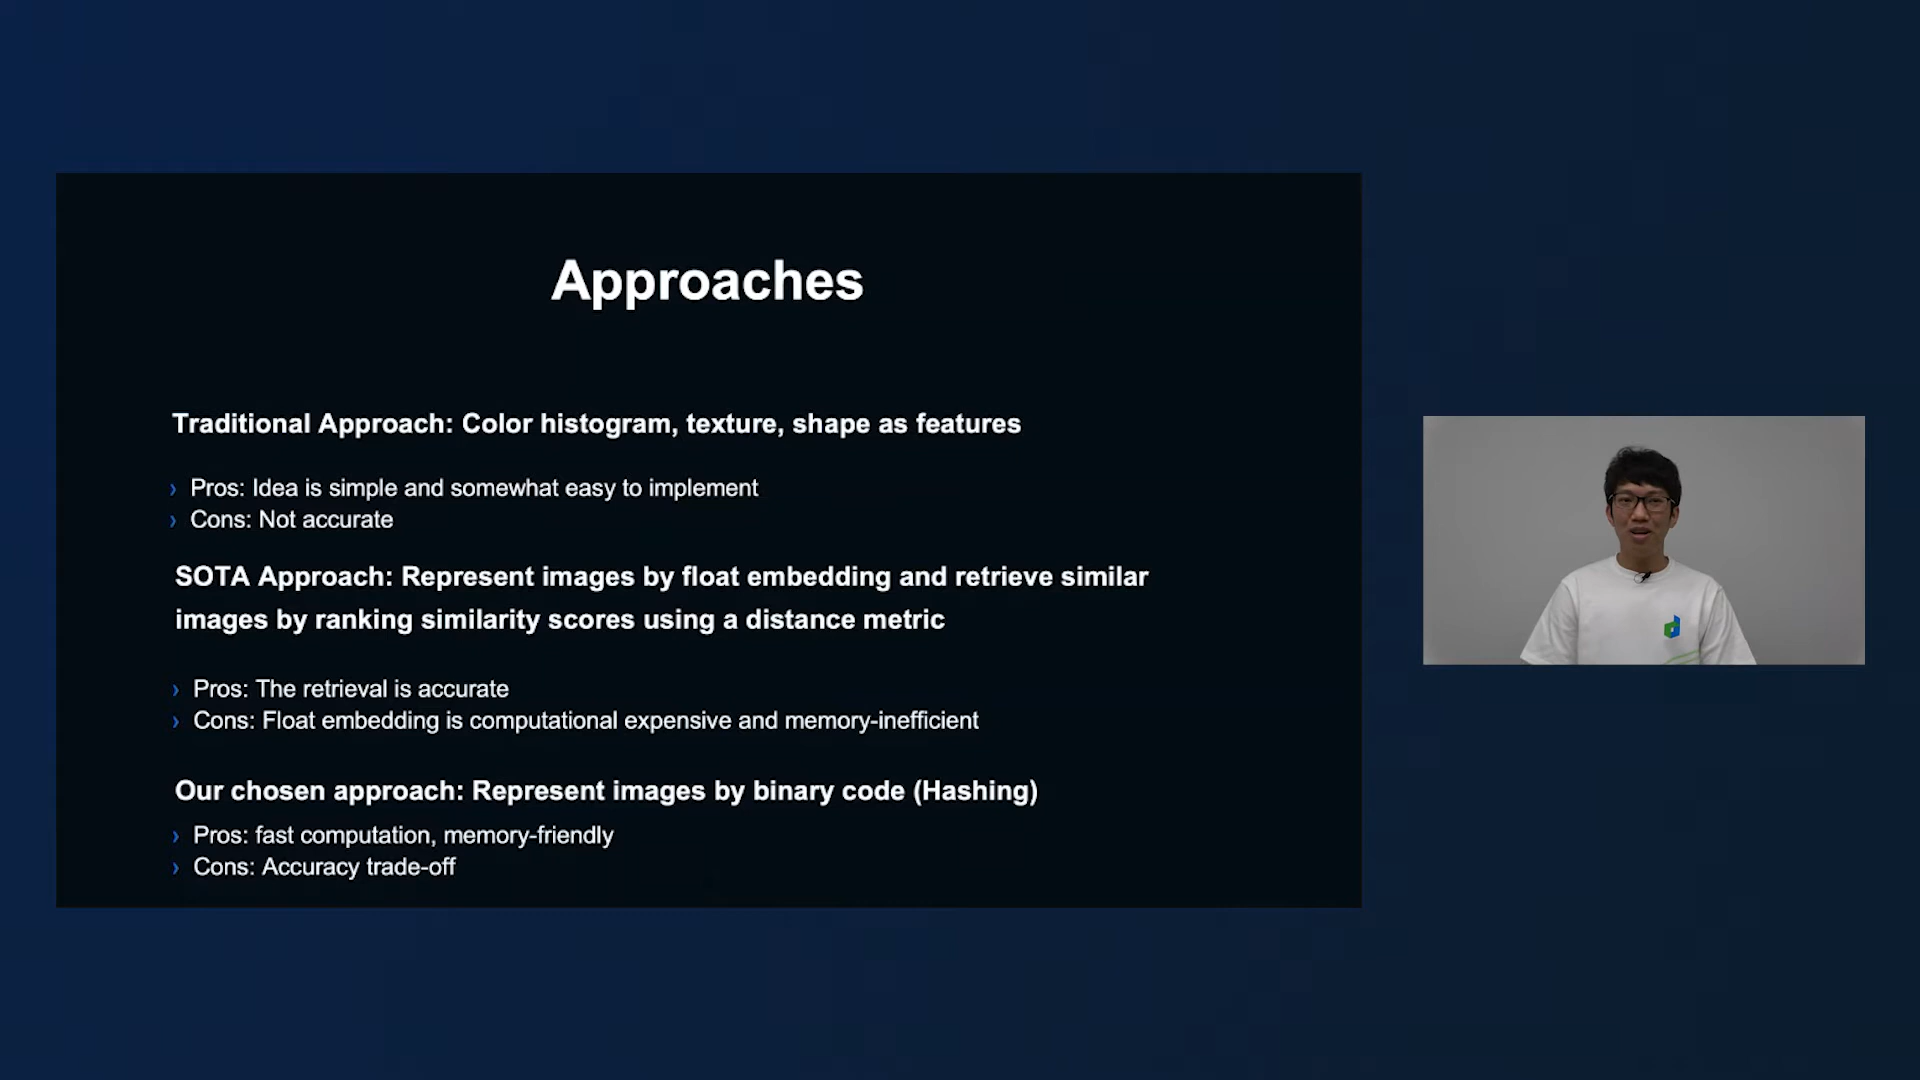 Approaches
Traditional Approach: Color histogram, texture, shape as features
› Pros: Idea is simple and somewhat easy to implement
› Cons: Not accurate
SOTA Approach: Represent images by float embedding and retrieve similar
images by ranking similarity scores using a distance metric
› Pros: The retrieval is accurate
› Cons: Float embedding is computational expensive and memory-inefficient
Our chosen approach: Represent images by binary code (Hashing)
› Pros: fast computation, memory-friendly
› Cons: Accuracy trade-off